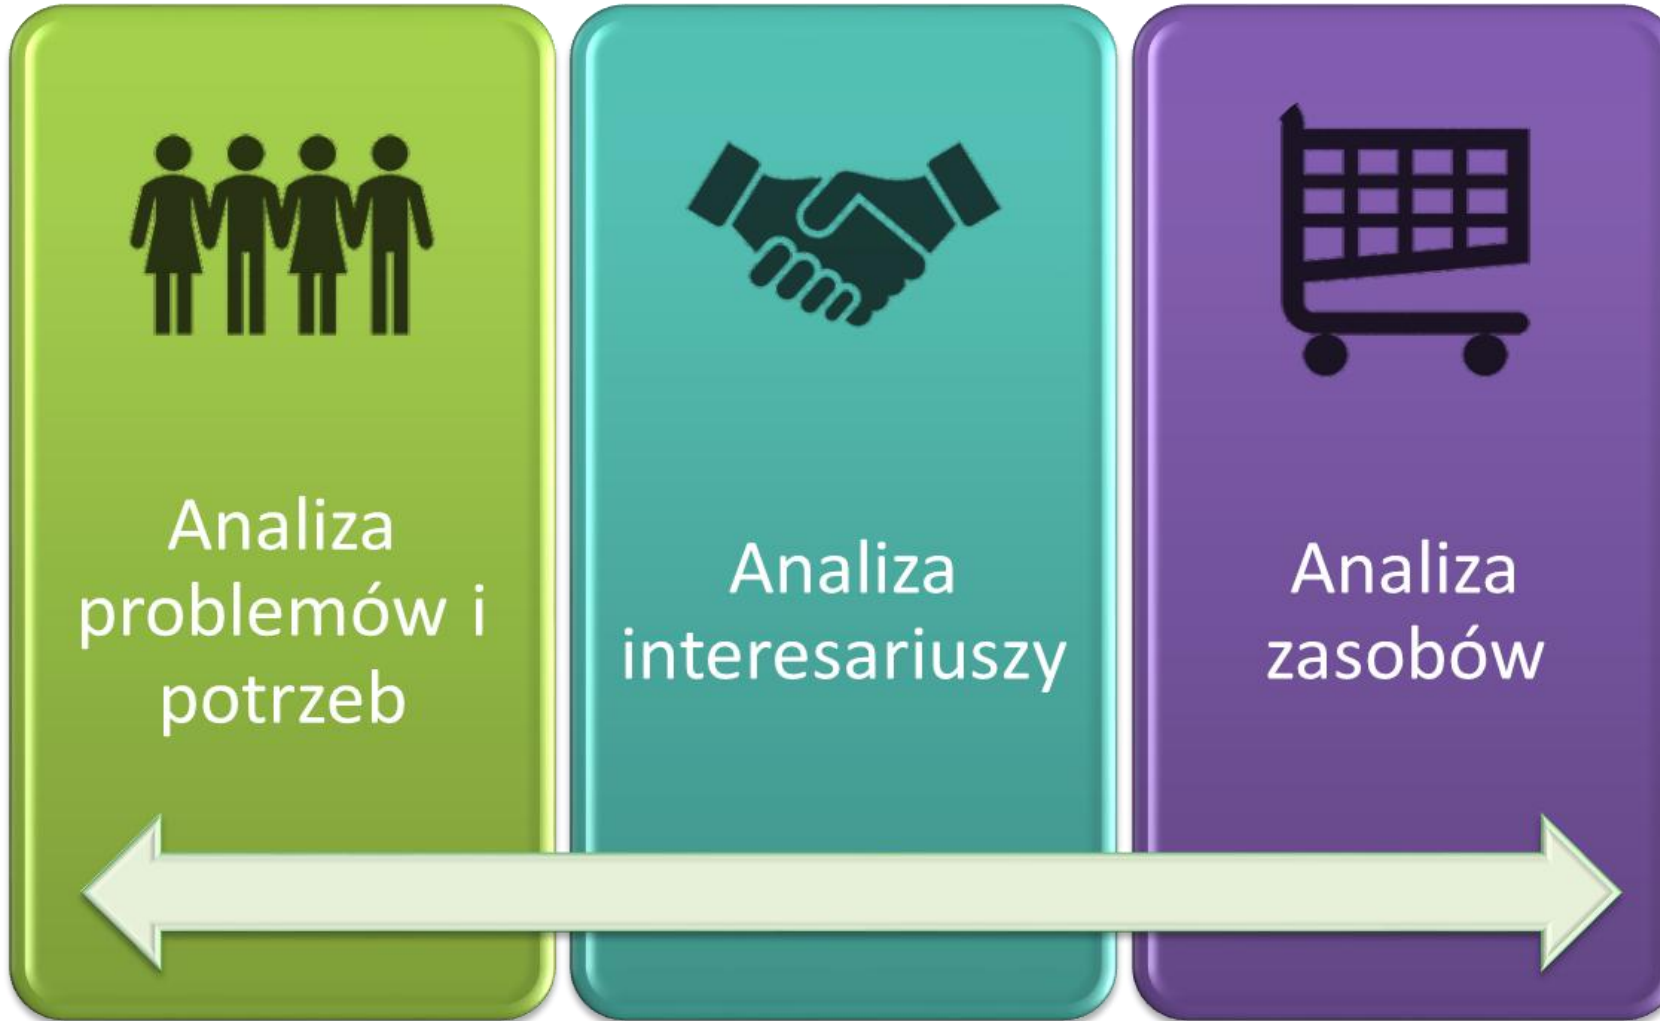 Analiza
problemów i
potrzeb
Analiza
interesariuszy
Analiza
zasobów